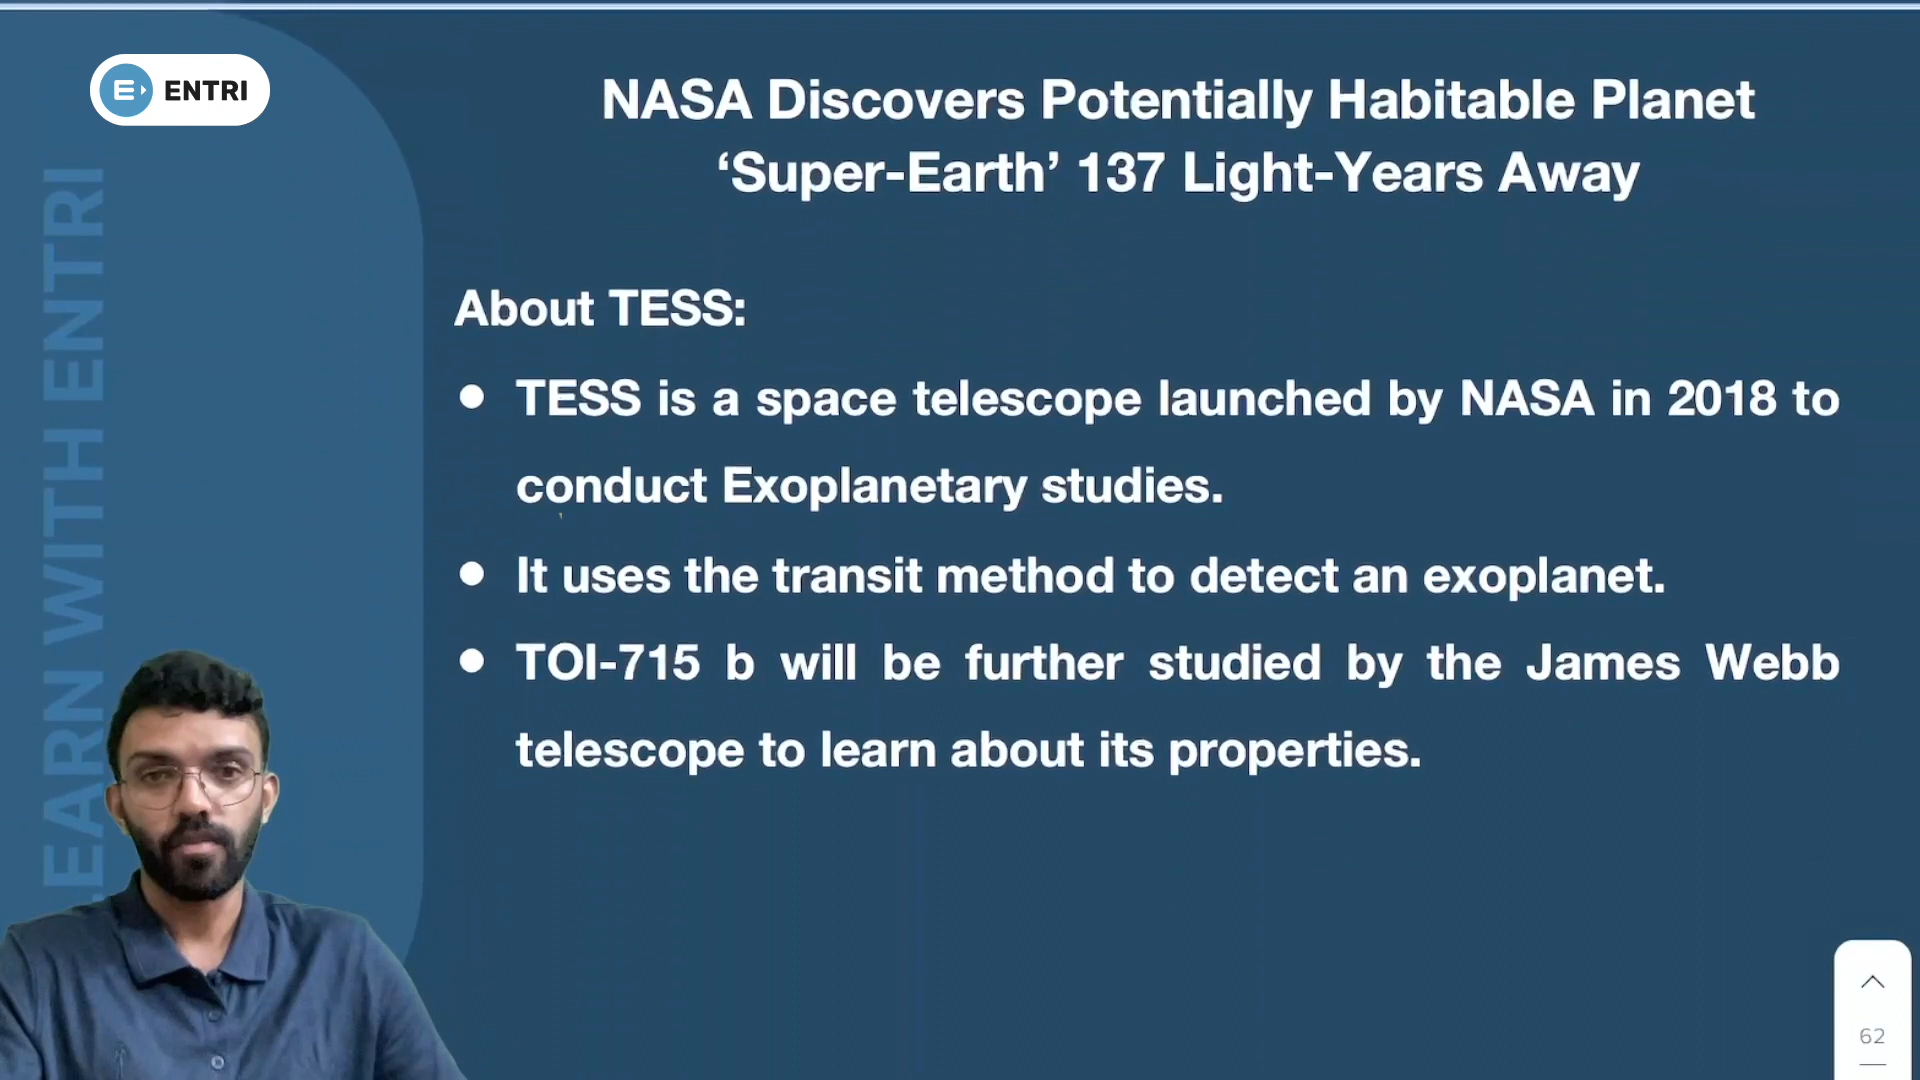 ENTRI
NASA Discovers Potentially Habitable Planet
‘Super-Earth’ 137 Light-Years Away
LEARN WITH ENTRI
About TESS:
● TESS is a space telescope launched by NASA in 2018 to
conduct Exoplanetary studies.
● It uses the transit method to detect an exoplanet.
● TOI-715 b will be further studied by the James Webb
telescope to learn about its properties.
62